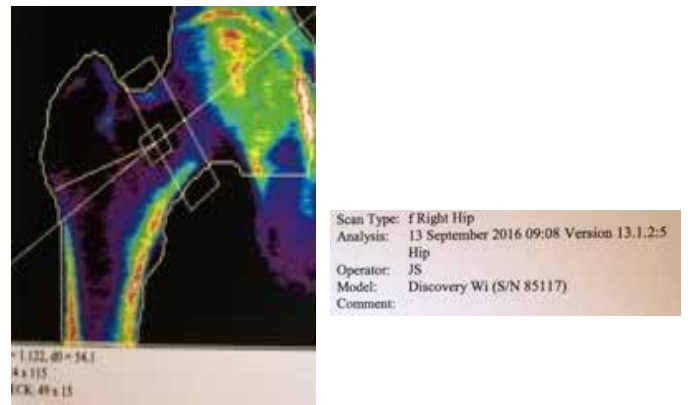 = 1.122, d0 = 54.1
4 x 115
ECK: 49 x 15
Scan Type: f Right Hip
Analysis: 13 September 2016 09:08 Version 13.1.2:5
Hip
Operator: JS
Model: Discovery Wi (S/N 85117)
Comment: